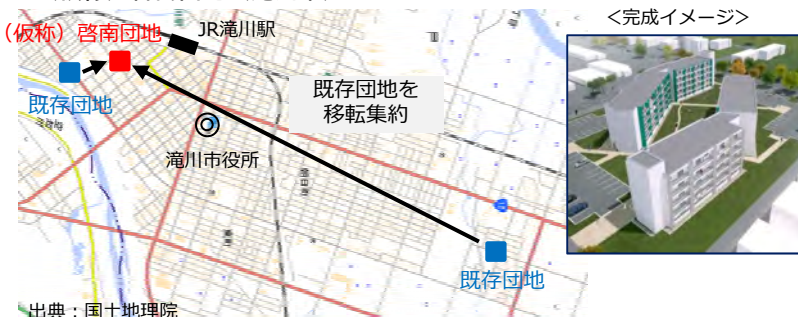 <完成イメージ>
JR滝川駅
(仮称)啓南団地
既存団地
既存団地を
移転集約
滝川市役所
既存団地
出典:国土地理院